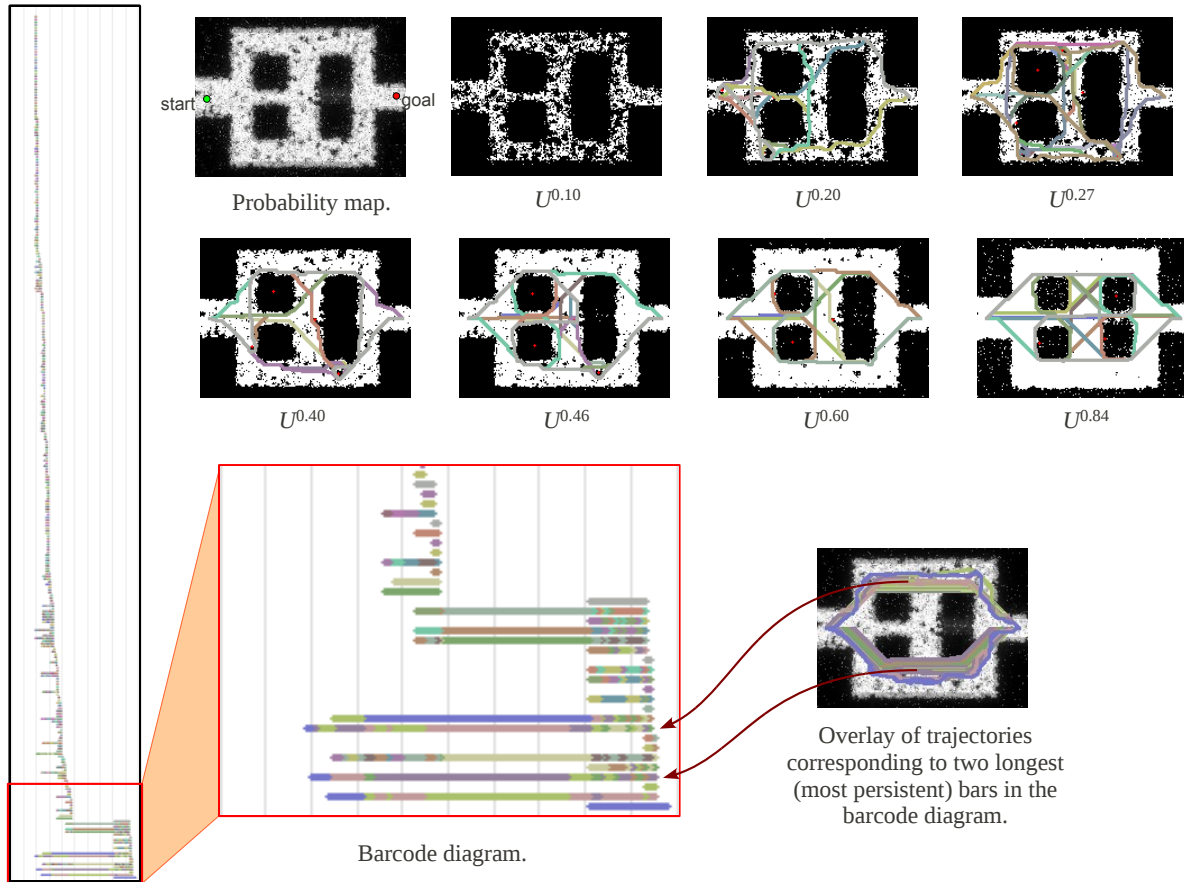 start
goal
Probability map.
U^0.10
U^0.20
U^0.27
U^0.40
U^0.46
U^0.60
U^0.84
Barcode diagram.
Overlay of trajectories
corresponding to two longest
(most persistent) bars in the
barcode diagram.